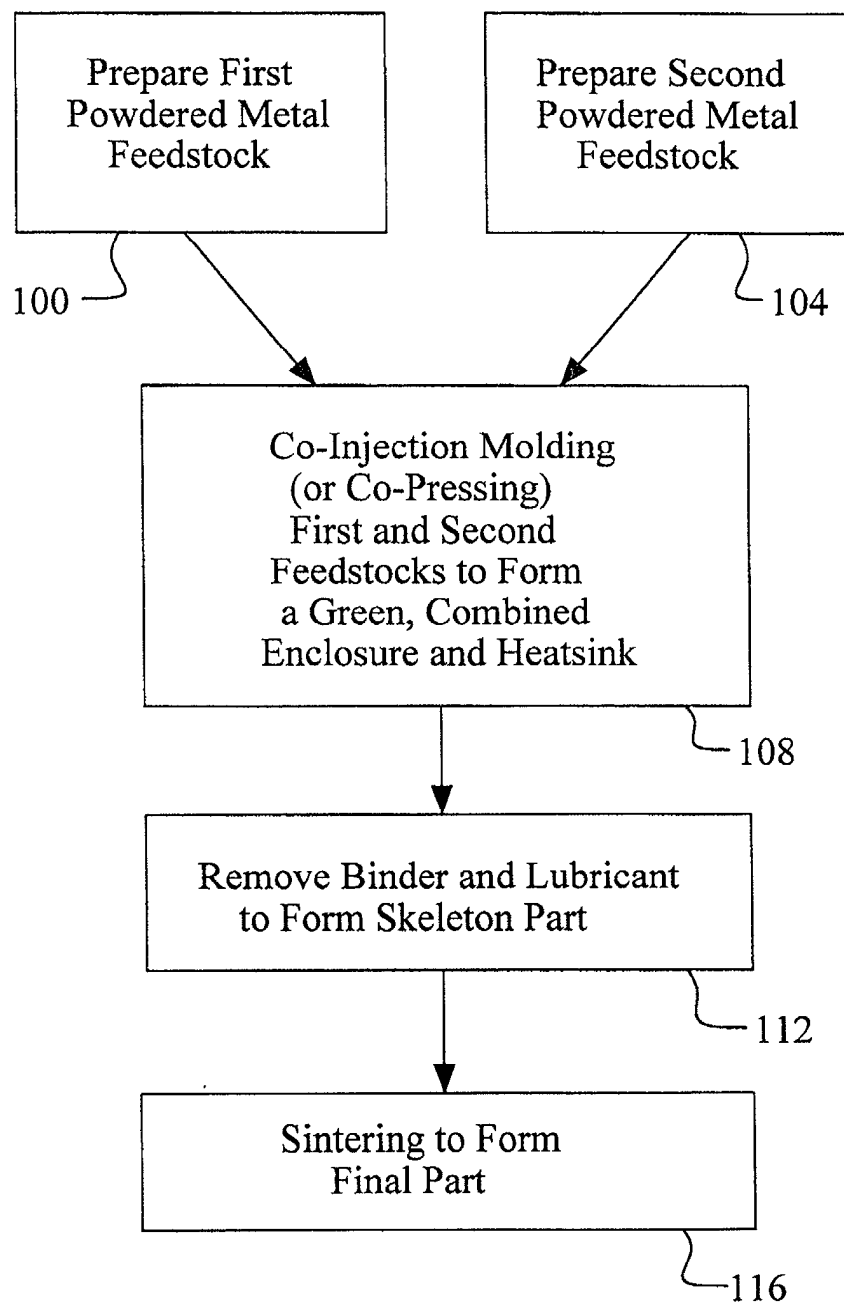 Prepare First
Powdered Metal
Feedstock
Prepare Second
Powdered Metal
Feedstock
100
104
Co-Injection Molding
(or Co-Pressing)
First and Second
Feedstocks to Form
a Green, Combined
Enclosure and Heatsink
108
Remove Binder and Lubricant
to Form Skeleton Part
112
Sintering to Form
Final Part
116